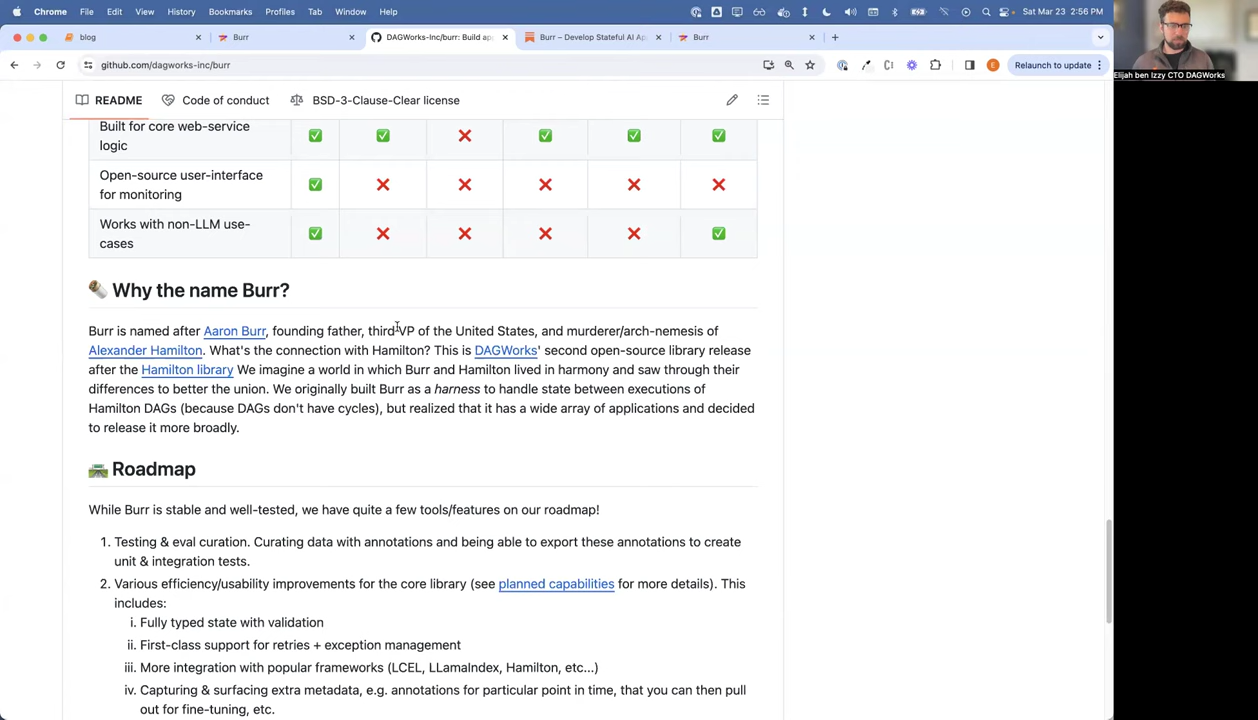 Chrome File Edit View History Bookmarks Profiles Tab Window Help Sat Mar 23 2:56 PM
blog Burr DAGWorks-Inc/burr: Build app Burr – Develop Stateful AI Ap Burr
github.com/dagworks-inc/burr Relaunch to update
Elijah ben Izzy CTO DAGWorks
README Code of conduct BSD-3-Clause-Clear license
Built for core web-service
logic
Open-source user-interface
for monitoring
Works with non-LLM use-
cases
Why the name Burr?
Burr is named after Aaron Burr, founding father, third VP of the United States, and murderer/arch-nemesis of
Alexander Hamilton. What's the connection with Hamilton? This is DAGWorks' second open-source library release
after the Hamilton library We imagine a world in which Burr and Hamilton lived in harmony and saw through their
differences to better the union. We originally built Burr as a harness to handle state between executions of
Hamilton DAGs (because DAGs don't have cycles), but realized that it has a wide array of applications and decided
to release it more broadly.
Roadmap
While Burr is stable and well-tested, we have quite a few tools/features on our roadmap!
1. Testing & eval curation. Curating data with annotations and being able to export these annotations to create
unit & integration tests.
2. Various efficiency/usability improvements for the core library (see planned capabilities for more details). This
includes:
i. Fully typed state with validation
ii. First-class support for retries + exception management
iii. More integration with popular frameworks (LCEL, LLamaIndex, Hamilton, etc...)
iv. Capturing & surfacing extra metadata, e.g. annotations for particular point in time, that you can then pull
out for fine-tuning, etc.